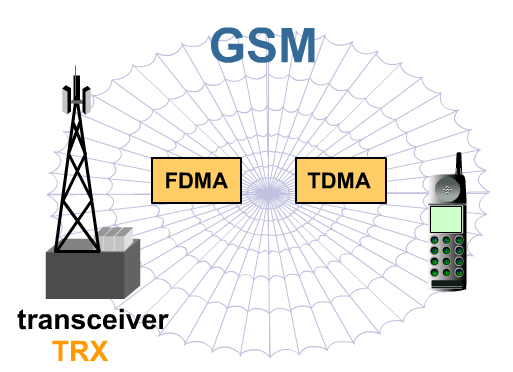 GSM
FDMA
TDMA
transceiver
TRX